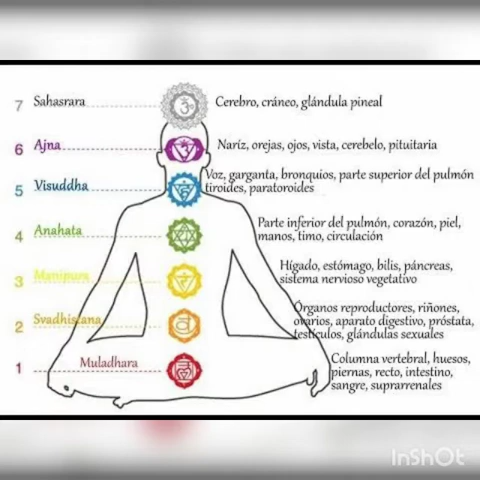 7 Sahasrara
Cerebro, cráneo, glándula pineal
6 Ajna
Naríz, orejas, ojos, vista, cerebelo, pituitaria
5 Visuddha
Voz, garganta, bronquios, parte superior del pulmón
tiroides, paratoroides
4 Anahata
Parte inferior del pulmón, corazón, piel,
manos, timo, circulación
3 Manipura
Hígado, estómago, bilis, páncreas,
sistema nervioso vegetativo
2 Svadhistana
Órganos reproductores, riñones,
ovarios, aparato digestivo, próstata,
testículos, glándulas sexuales
1 Muladhara
Columna vertebral, huesos,
piernas, recto, intestino,
sangre, suprarrenales
InShOt